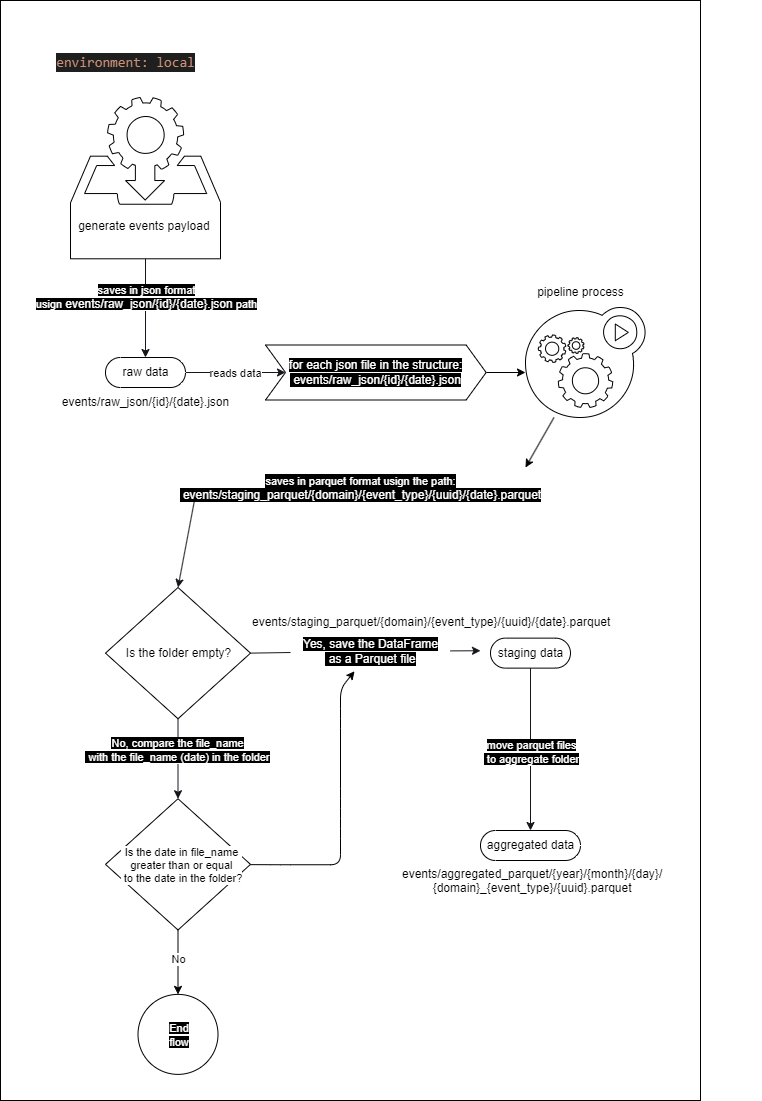 environment: local
generate events payload
saves in json format
usign events/raw_json/{id}/{date}.json path
pipeline process
raw data
reads data
for each json file in the structure:
events/raw_json/{id}/{date}.json
events/raw_json/{id}/{date}.json
saves in parquet format usign the path:
events/staging_parquet/{domain}/{event_type}/{uuid}/{date}.parquet
events/staging_parquet/{domain}/{event_type}/{uuid}/{date}.parquet
Is the folder empty?
Yes, save the DataFrame
as a Parquet file
staging data
No, compare the file_name
with the file_name (date) in the folder
move parquet files
to aggregate folder
Is the date in file_name
greater than or equal
to the date in the folder?
aggregated data
events/aggregated_parquet/{year}/{month}/{day}/
{domain}_{event_type}/{uuid}.parquet
No
End
flow